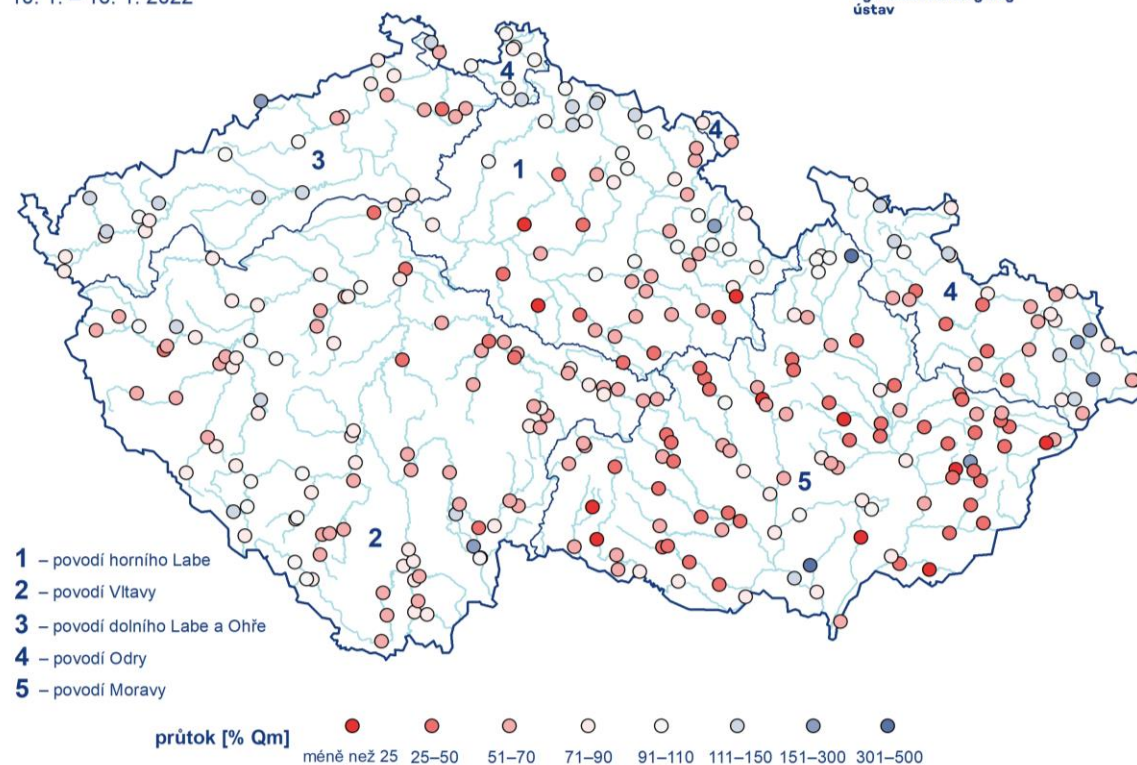 ústav
4
4
3
1
4
5
2
1 – povodí horního Labe
2 – povodí Vltavy
3 – povodí dolního Labe a Ohře
4 – povodí Odry
5 – povodí Moravy
průtok [% Qm]
méně než 25 25–50 51–70 71–90 91–110 111–150 151–300 301–500